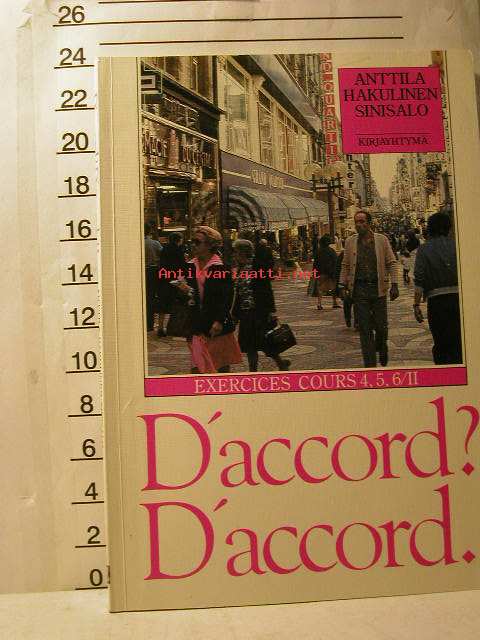 26
24
22
20
18
16
14
12
10
8
6
4
2
0
ANTTILA
HAKULINEN
SINISALO
KIRJAYHTYMÄ
Antikvariaatti.net
EXERCICES COURS 4, 5, 6/II
D'accord?
D'accord.